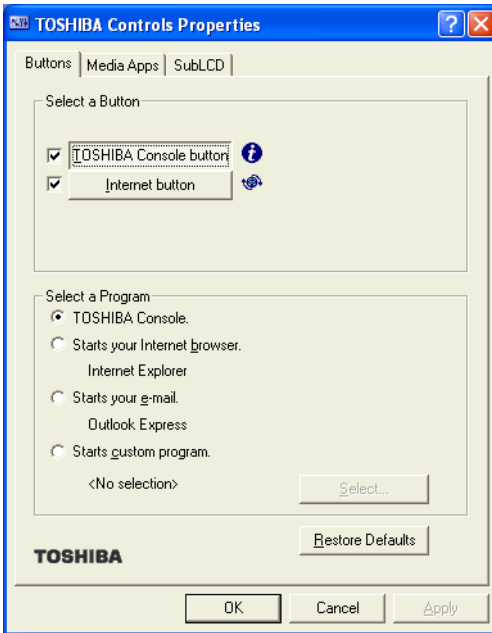 TOSHIBA Controls Properties
Buttons Media Apps SubLCD
Select a Button
TOSHIBA Console button
Internet button
Select a Program
TOSHIBA Console.
Starts your Internet browser.
Internet Explorer
Starts your e-mail.
Outlook Express
Starts custom program.
<No selection> Select...
Restore Defaults
TOSHIBA
OK Cancel Apply